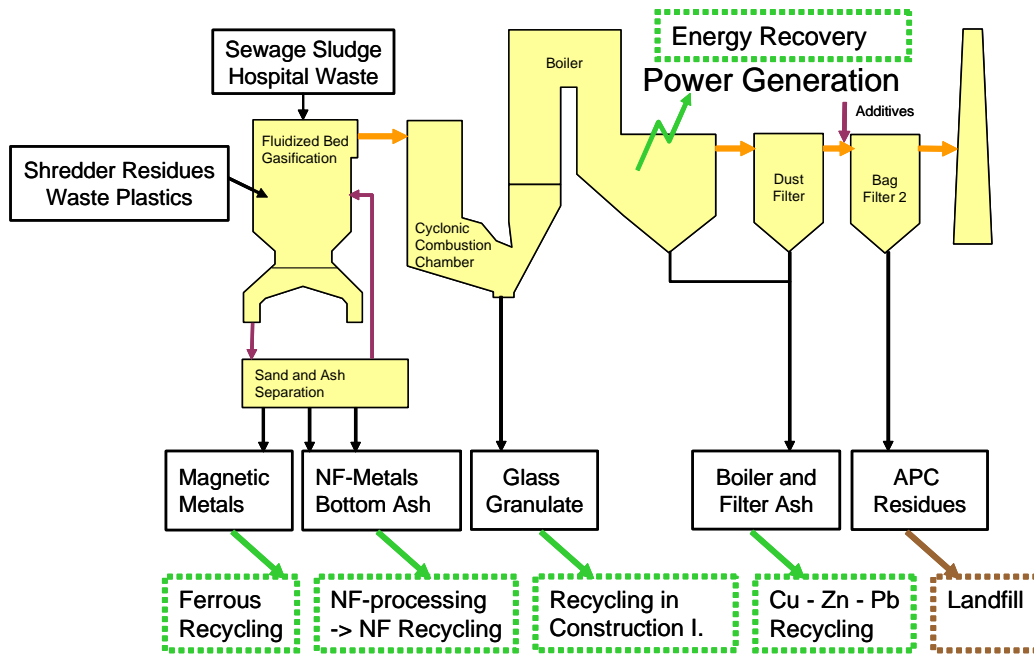 Sewage Sludge
Hospital Waste
Energy Recovery
Power Generation
Boiler
Additives
Fluidized Bed
Gasification
Shredder Residues
Waste Plastics
Cyclonic
Combustion
Chamber
Dust
Filter
Bag
Filter 2
Sand and Ash
Separation
Magnetic
Metals
NF-Metals
Bottom Ash
Glass
Granulate
Boiler and
Filter Ash
APC
Residues
Ferrous
Recycling
NF-processing
-> NF Recycling
Recycling in
Construction I.
Cu - Zn - Pb
Recycling
Landfill